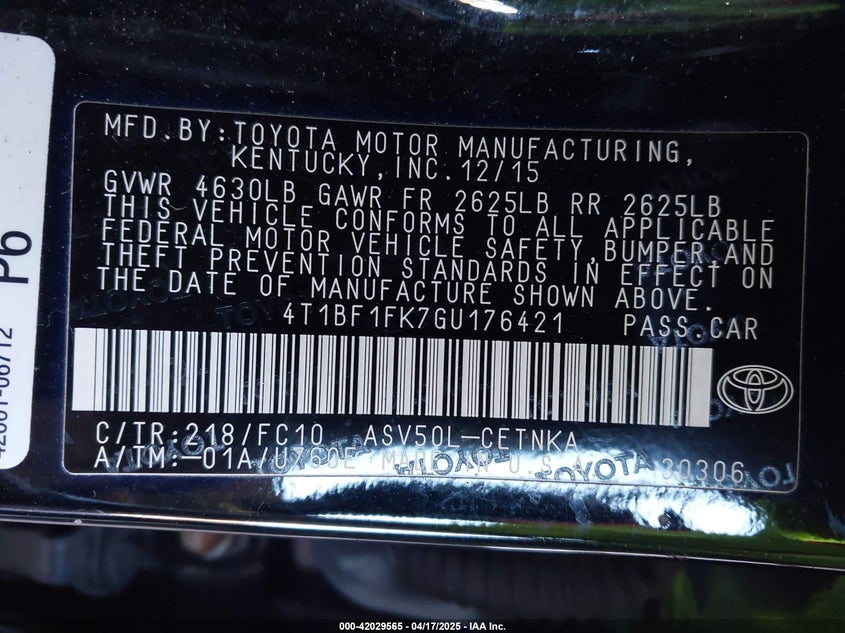 MFD.BY:TOYOTA MOTOR MANUFACTURING,
KENTUCKY,INC.12/15
GVWR 4630LB GAWR FR 2625LB RR 2625LB
THIS VEHICLE CONFORMS TO ALL APPLICABLE
FEDERAL MOTOR VEHICLE SAFETY,BUMPER,AND
THEFT PREVENTION STANDARDS IN EFFECT ON
THE DATE OF MANUFACTURE SHOWN ABOVE.
4T1BF1FK7GU176421 PASS.CAR
C/TR:218/FC10 ASV50L-CETNKA
A/TM:-01A/UX60E MADE IN U.S.A. 30306
TOYOTA
Pb
000-42029565 - 04/17/2025 - IAA Inc.